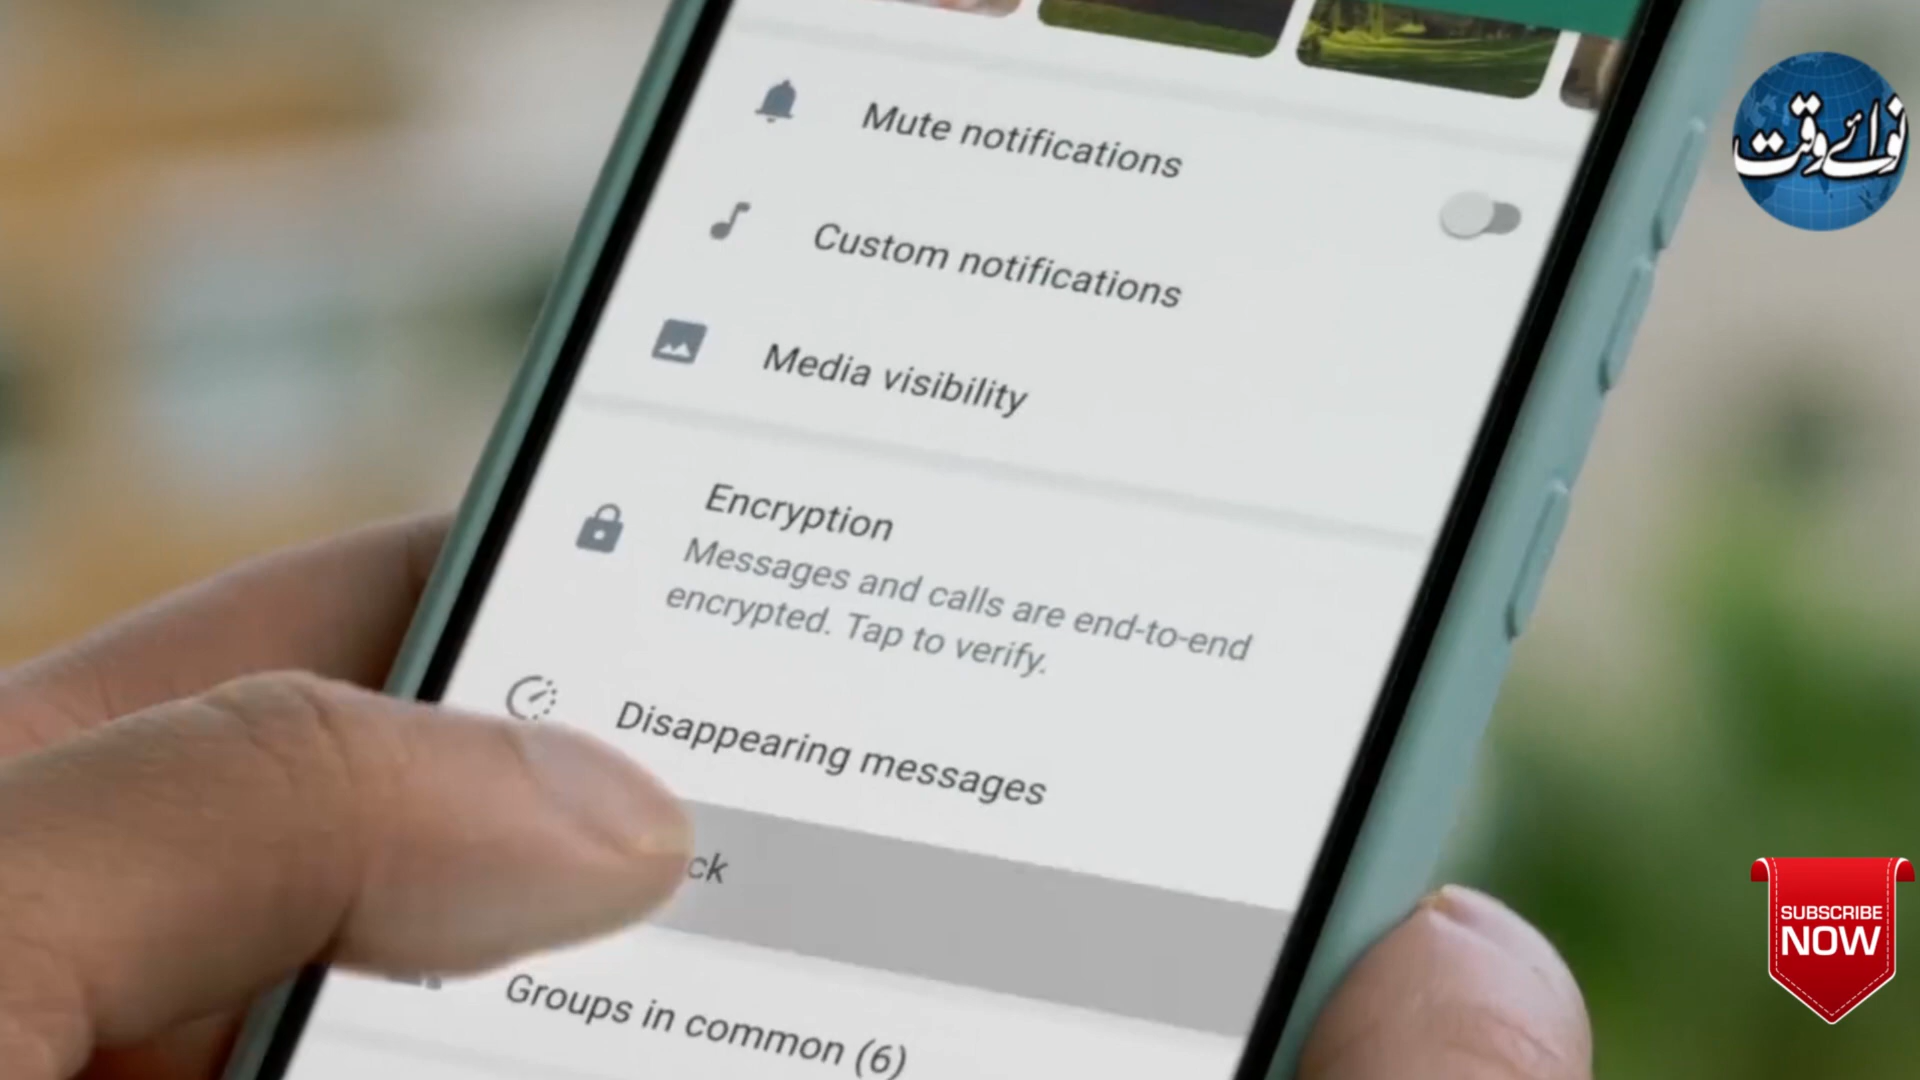 Mute notifications
Custom notifications
Media visibility
Encryption
Messages and calls are end-to-end
encrypted. Tap to verify.
Disappearing messages
ck
Groups in common (6)
نوائے وقت
SUBSCRIBE
NOW